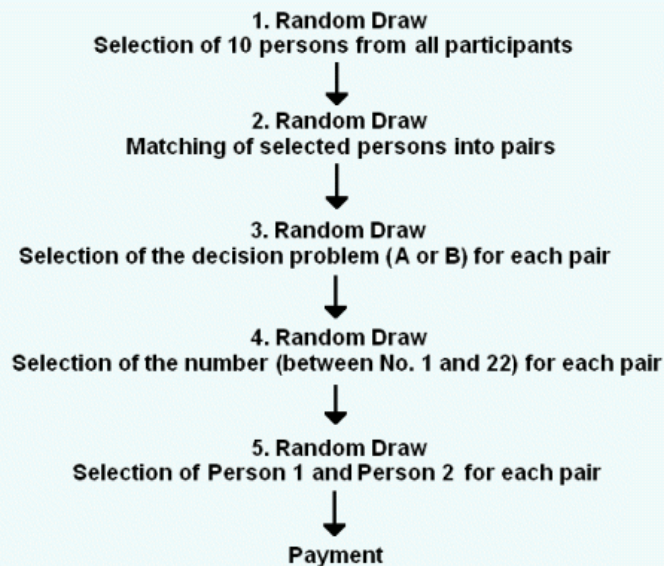 1. Random Draw
Selection of 10 persons from all participants
2. Random Draw
Matching of selected persons into pairs
3. Random Draw
Selection of the decision problem (A or B) for each pair
4. Random Draw
Selection of the number (between No. 1 and 22) for each pair
5. Random Draw
Selection of Person 1 and Person 2 for each pair
Payment